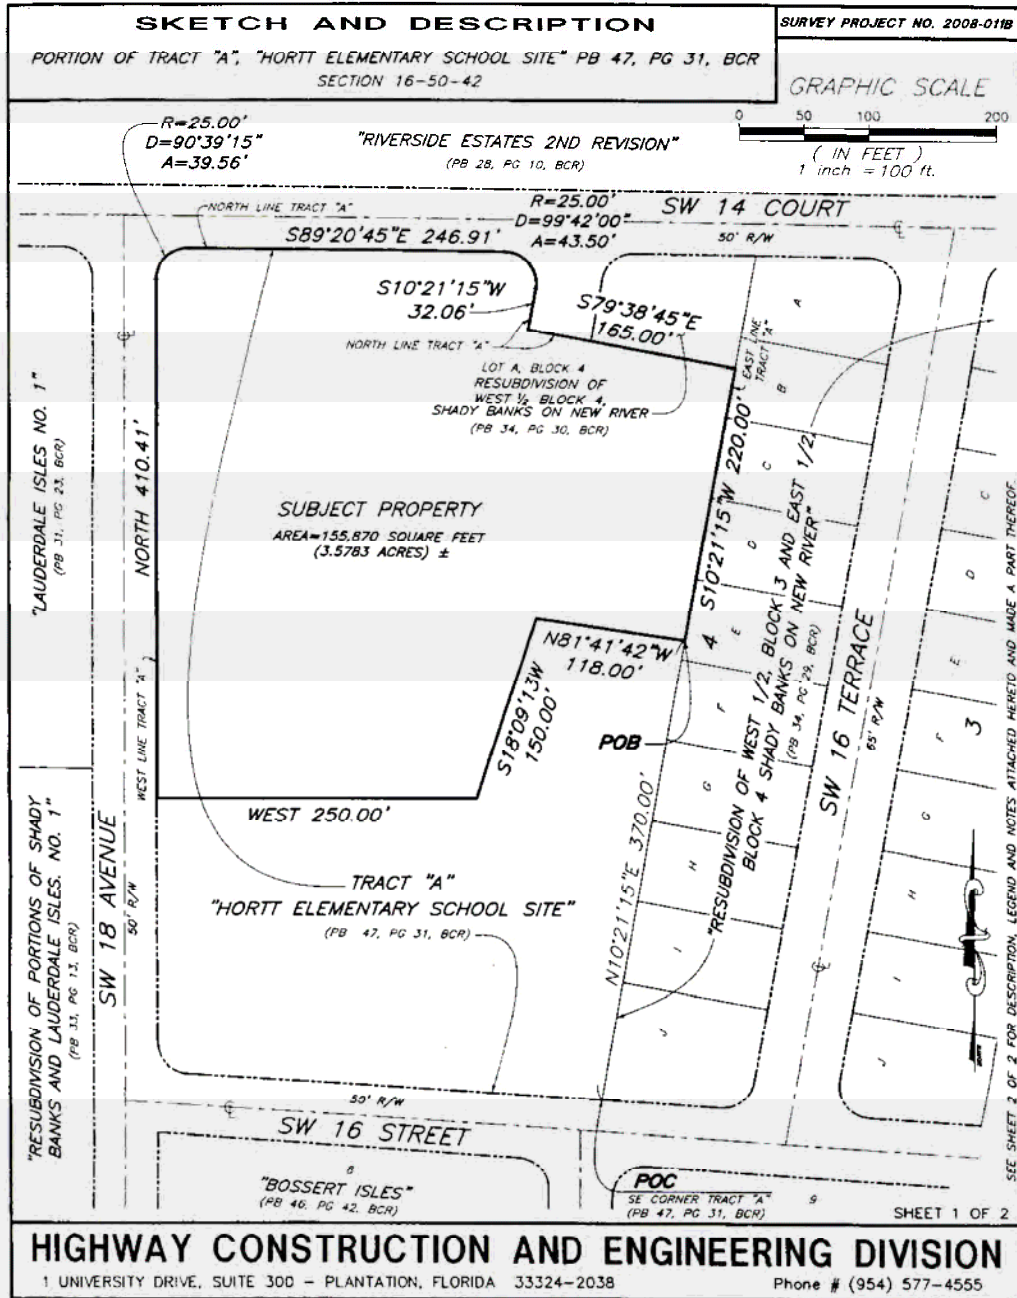 SKETCH AND DESCRIPTION
PORTION OF TRACT "A", "HORTT ELEMENTARY SCHOOL SITE" PB 47, PG 31, BCR
SECTION 16-50-42
SURVEY PROJECT NO. 2008-011B
GRAPHIC SCALE
0 50 100 200
( IN FEET )
1 inch = 100 ft.
R=25.00'
D=90°39'15"
A=39.56'
"RIVERSIDE ESTATES 2ND REVISION"
(PB 28, PG 10, BCR)
NORTH LINE TRACT "A"
S89°20'45"E 246.91'
R=25.00'
D=99°42'00"
A=43.50'
SW 14 COURT
50' R/W
S10°21'15"W
32.06'
S79°38'45"E
165.00'
NORTH LINE TRACT "A"
LOT A, BLOCK 4
RESUBDIVISION OF
WEST ½ BLOCK 4,
SHADY BANKS ON NEW RIVER
(PB 34, PG 30, BCR)
EAST LINE
TRACT "A"
"LAUDERDALE ISLES NO. 1"
(PB 31, PG 23, BCR)
NORTH 410.41'
WEST LINE TRACT "A"
SUBJECT PROPERTY
AREA=155,870 SQUARE FEET
(3.5783 ACRES) ±
S10°21'15"W 220.00'
N81°41'42"W
118.00'
S18°09'13W
150.00'
POB
WEST 250.00'
N10°21'15"E 370.00'
TRACT "A"
"HORTT ELEMENTARY SCHOOL SITE"
(PB 47, PG 31, BCR)
"RESUBDIVISION OF WEST 1/2, BLOCK 3 AND EAST 1/2,
BLOCK 4 SHADY BANKS ON NEW RIVER"
(PB 34, PG 29, BCR)
A
B
C
D
E
4
F
G
H
I
J
SW 16 TERRACE
65' R/W
C
D
E
F
3
G
H
I
J
SEE SHEET 2 OF 2 FOR DESCRIPTION, LEGEND AND NOTES ATTACHED HERETO AND MADE A PART THEREOF.
"RESUBDIVISION OF PORTIONS OF SHADY
BANKS AND LAUDERDALE ISLES. NO. 1"
(PB 33, PG 13, BCR)
SW 18 AVENUE
50' R/W
50' R/W
SW 16 STREET
6
"BOSSERT ISLES"
(PB 46, PG 42, BCR)
POC
SE CORNER TRACT "A"
(PB 47, PG 31, BCR)
9
SHEET 1 OF 2
HIGHWAY CONSTRUCTION AND ENGINEERING DIVISION
1 UNIVERSITY DRIVE, SUITE 300 - PLANTATION, FLORIDA 33324-2038
Phone # (954) 577-4555